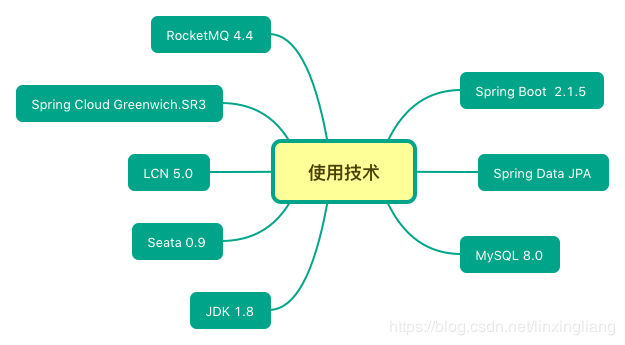 RocketMQ 4.4
Spring Cloud Greenwich.SR3
LCN 5.0
Seata 0.9
JDK 1.8
使用技术
Spring Boot  2.1.5
Spring Data JPA
MySQL 8.0
https://blog.csdn.net/linxingliang